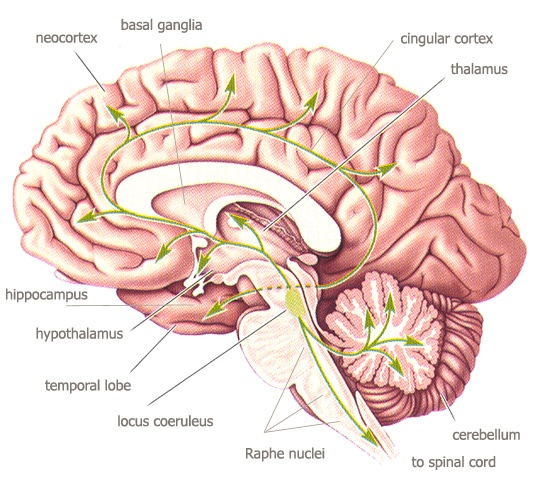 basal ganglia
neocortex
cingular cortex
thalamus
hippocampus
hypothalamus
temporal lobe
locus coeruleus
Raphe nuclei
cerebellum
to spinal cord